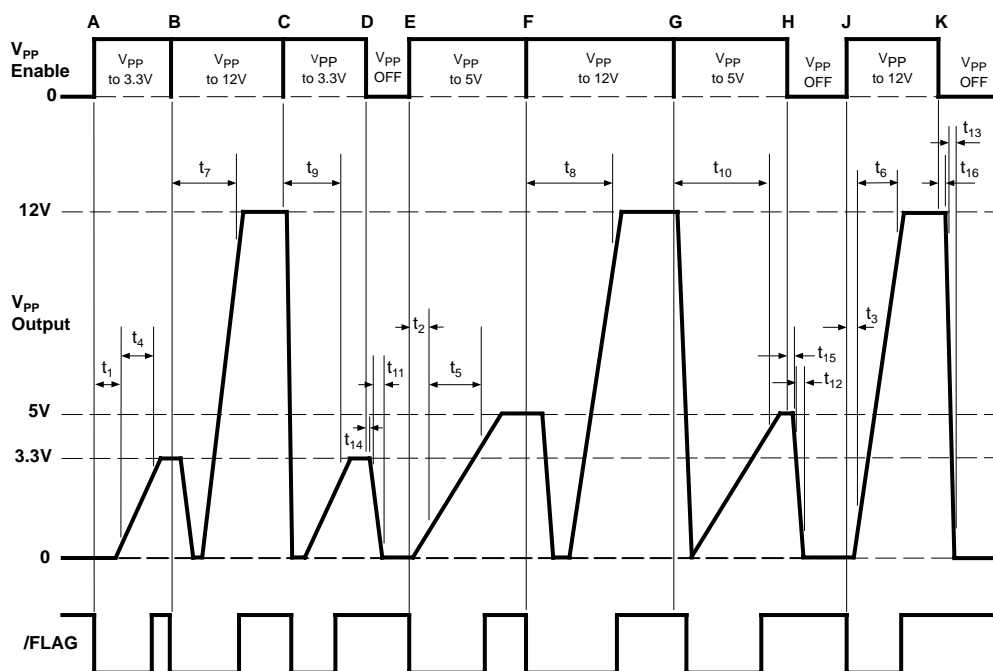 A B C D E F G H J K
VPP
Enable
0
VPP
to 3.3V
VPP
to 12V
VPP
to 3.3V
VPP
OFF
VPP
to 5V
VPP
to 12V
VPP
to 5V
VPP
OFF
VPP
to 12V
VPP
OFF
t13
t7 t9 t8 t10 t6 t16
12V
VPP
Output
t4 t2 t3
t1 t11 t5 t15
t12
5V
t14
3.3V
0
/FLAG